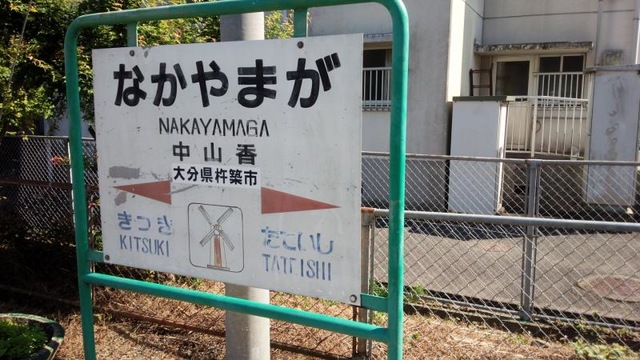 なかやまが
NAKAYAMAGA
中山香
大分県杵築市
きつき
KITSUKI
たていし
TATEISHI